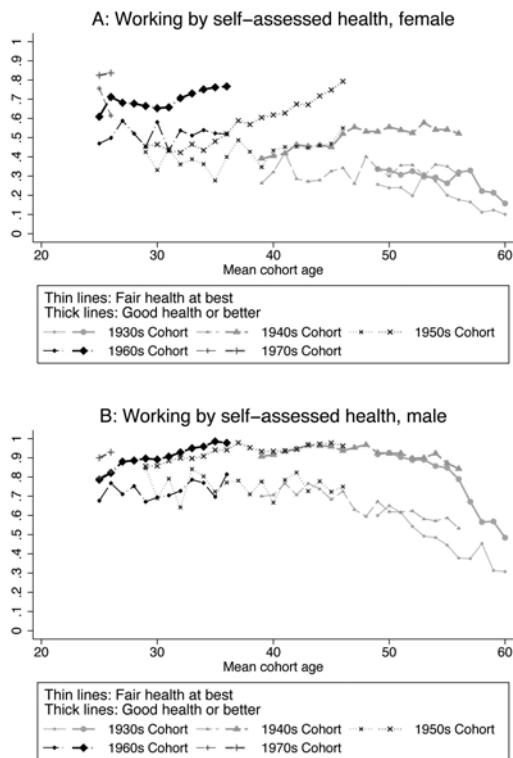 A: Working by self-assessed health, female
1
.9
.8
.7
.6
.5
.4
.3
.2
.1
0
20 30 40 50 60
Mean cohort age
Thin lines: Fair health at best
Thick lines: Good health or better
1930s Cohort 1940s Cohort 1950s Cohort
1960s Cohort 1970s Cohort
B: Working by self-assessed health, male
1
.9
.8
.7
.6
.5
.4
.3
.2
.1
0
20 30 40 50 60
Mean cohort age
Thin lines: Fair health at best
Thick lines: Good health or better
1930s Cohort 1940s Cohort 1950s Cohort
1960s Cohort 1970s Cohort